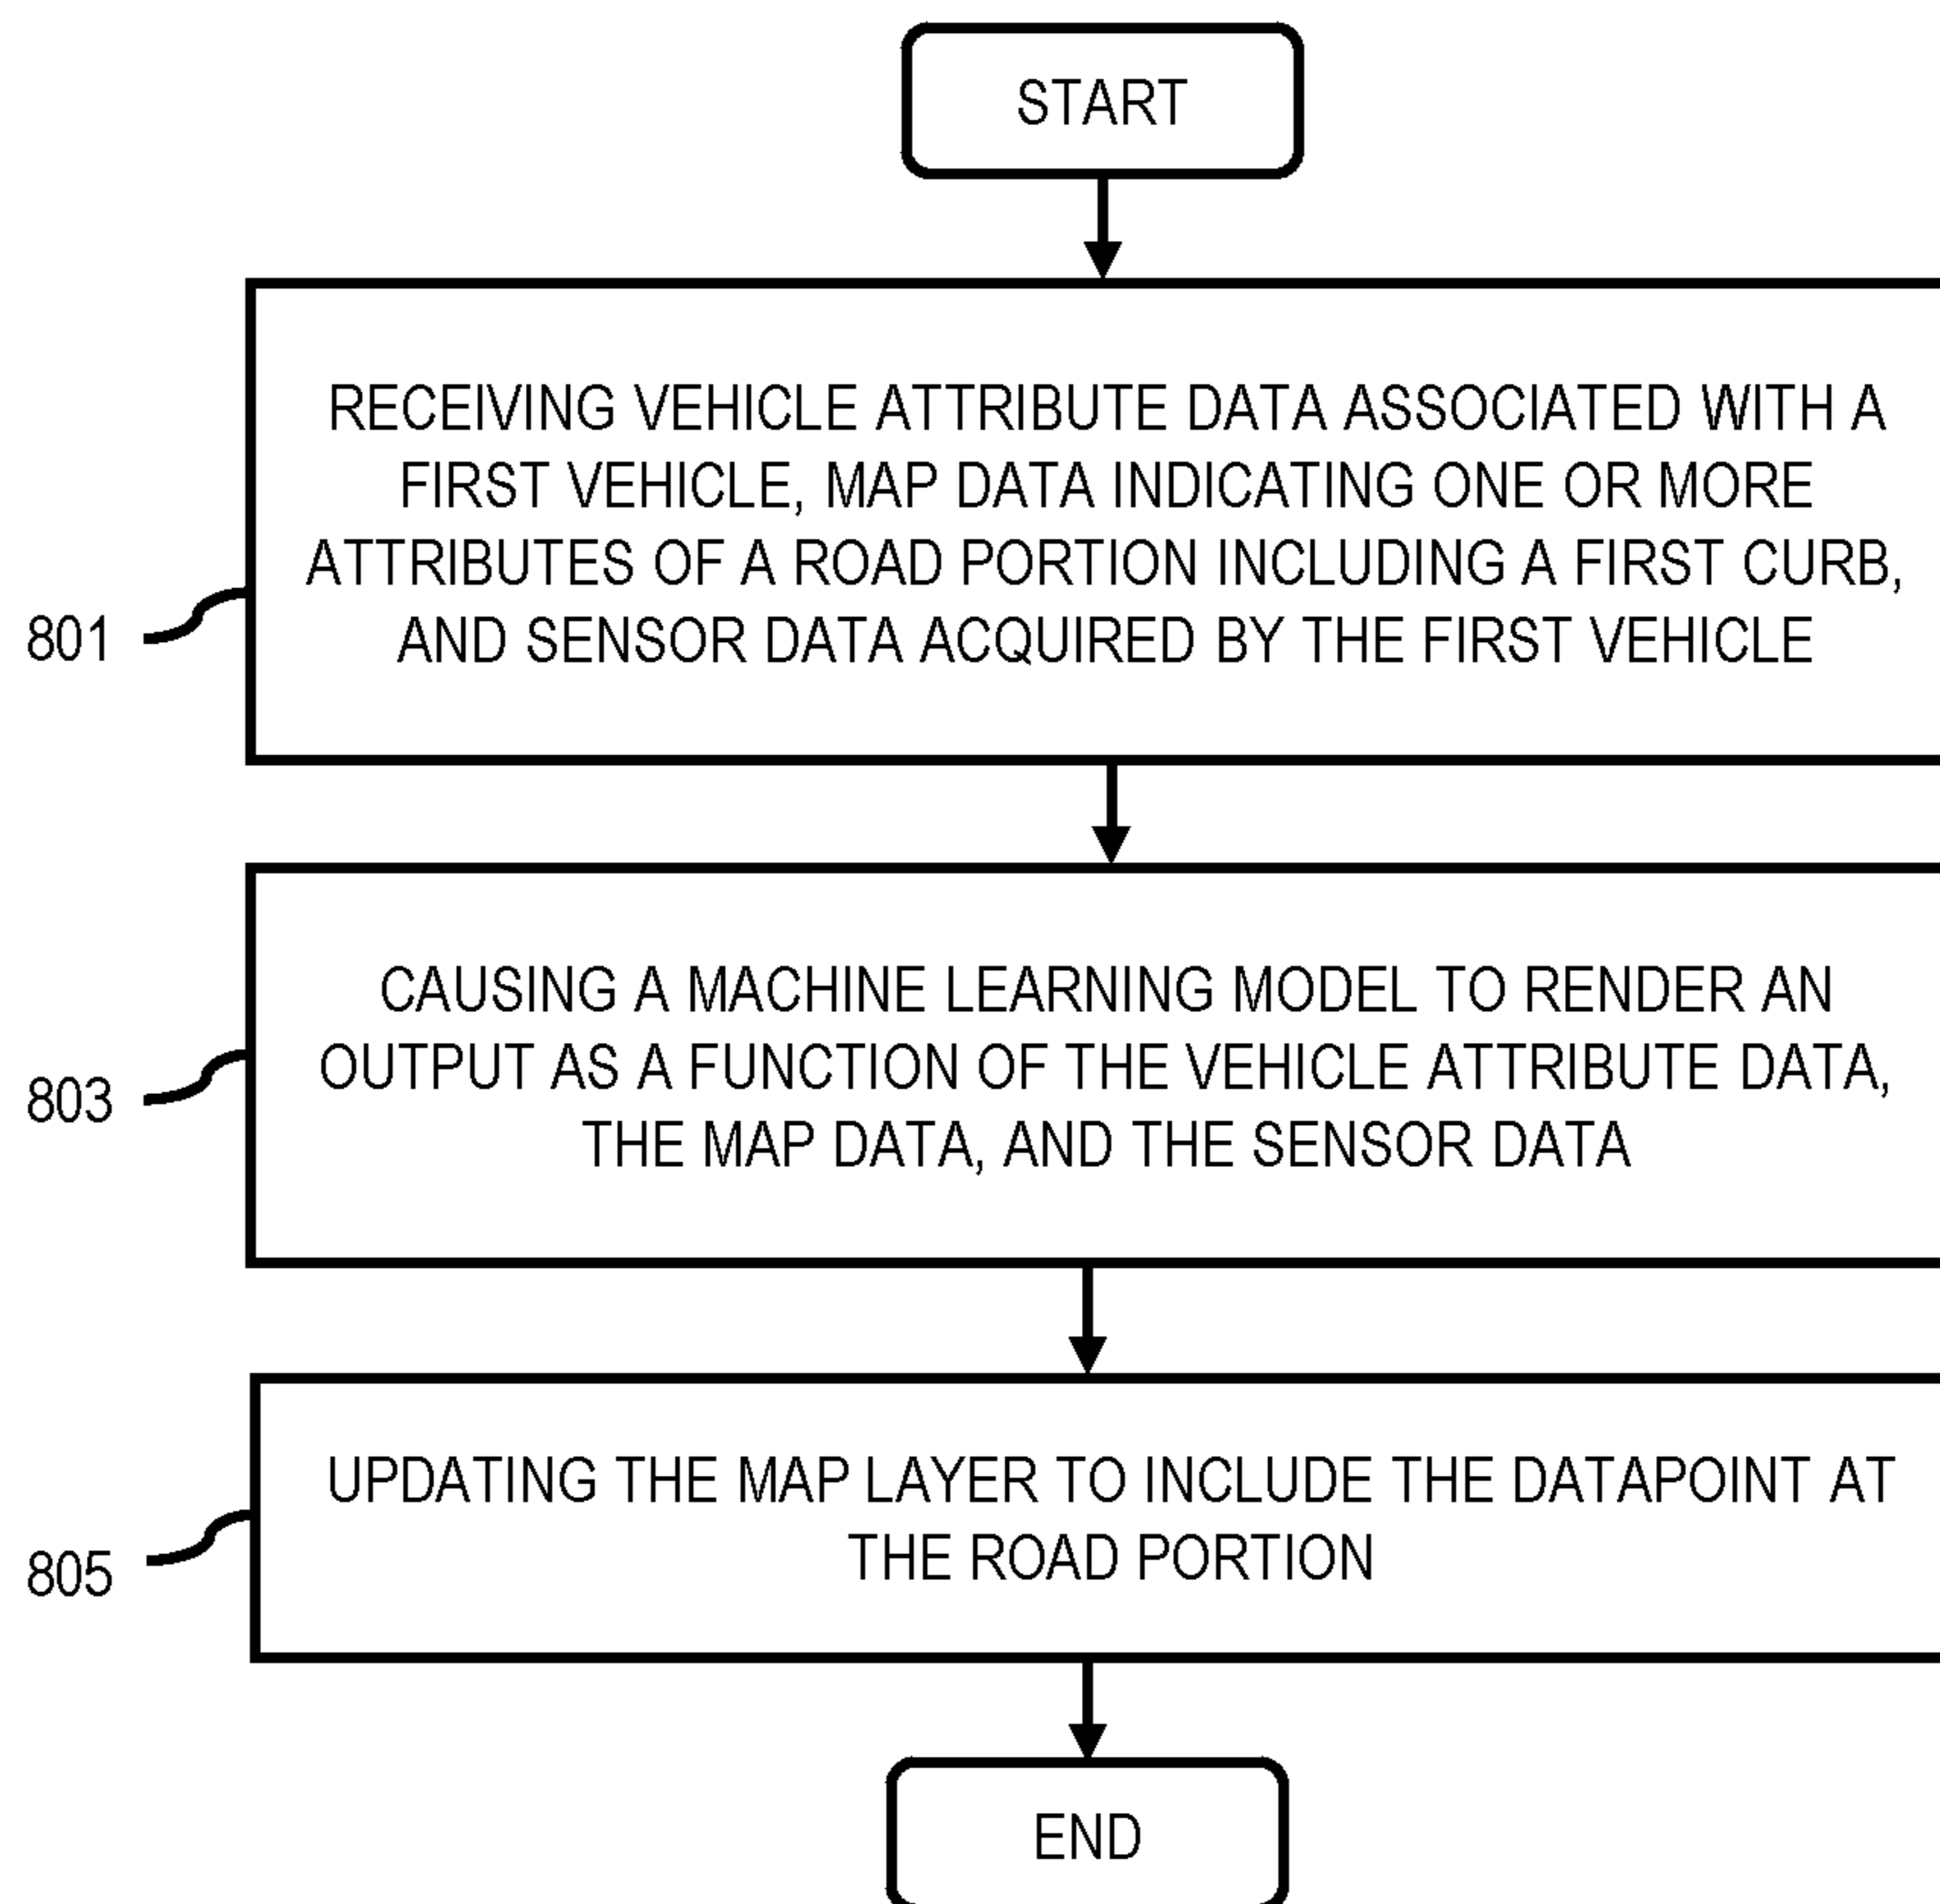 START
RECEIVING VEHICLE ATTRIBUTE DATA ASSOCIATED WITH A
FIRST VEHICLE, MAP DATA INDICATING ONE OR MORE
ATTRIBUTES OF A ROAD PORTION INCLUDING A FIRST CURB,
AND SENSOR DATA ACQUIRED BY THE FIRST VEHICLE
801
CAUSING A MACHINE LEARNING MODEL TO RENDER AN
OUTPUT AS A FUNCTION OF THE VEHICLE ATTRIBUTE DATA,
THE MAP DATA, AND THE SENSOR DATA
803
UPDATING THE MAP LAYER TO INCLUDE THE DATAPOINT AT
THE ROAD PORTION
805
END